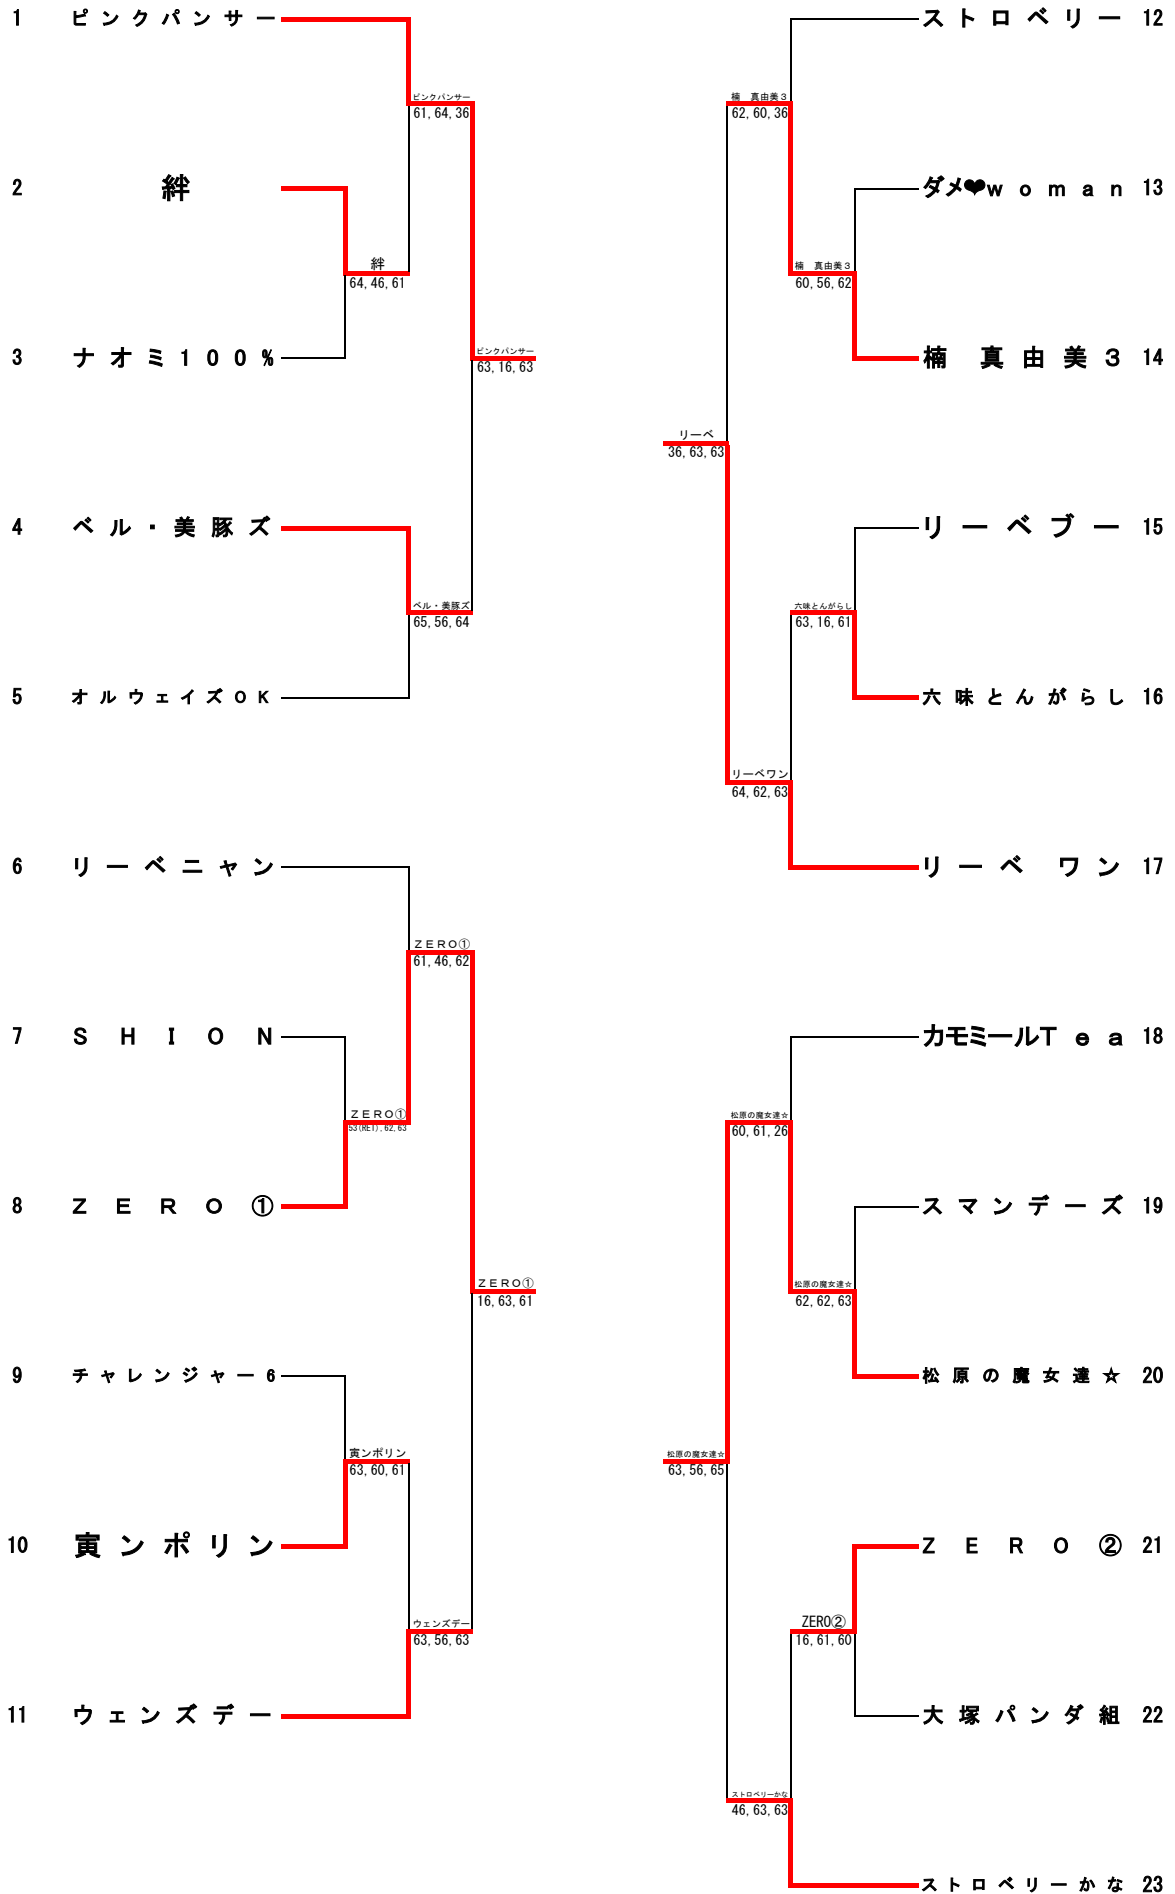 1 ピンクパンサー
ピンクパンサー
61, 64, 36
2 絆
絆
64, 46, 61
3 ナオミ100%
ピンクパンサー
63, 16, 63
4 ベル・美豚ズ
ベル・美豚ズ
65, 56, 64
5 オルウェイズOK
6 リーベニャン
ZERO①
61, 46, 62
7 SHION
ZERO①
53(RET), 62, 63
8 ZERO①
ZERO①
16, 63, 61
9 チャレンジャー6
寅ンポリン
63, 60, 61
10 寅ンポリン
ウェンズデー
63, 56, 63
11 ウェンズデー
ストロベリー 12
楠 真由美3
62, 60, 36
ダメ❤woman 13
楠 真由美3
60, 56, 62
楠 真由美3 14
リーベ
36, 63, 63
リーベブー 15
六味とんがらし
63, 16, 61
六味とんがらし 16
リーベワン
64, 62, 63
リーベ ワン 17
カモミールTea 18
松原の魔女達☆
60, 61, 26
スマンデーズ 19
松原の魔女達☆
62, 62, 63
松原の魔女達☆ 20
松原の魔女達☆
63, 56, 65
ZERO② 21
ZERO②
16, 61, 60
大塚パンダ組 22
ストロベリーかな
46, 63, 63
ストロベリーかな 23